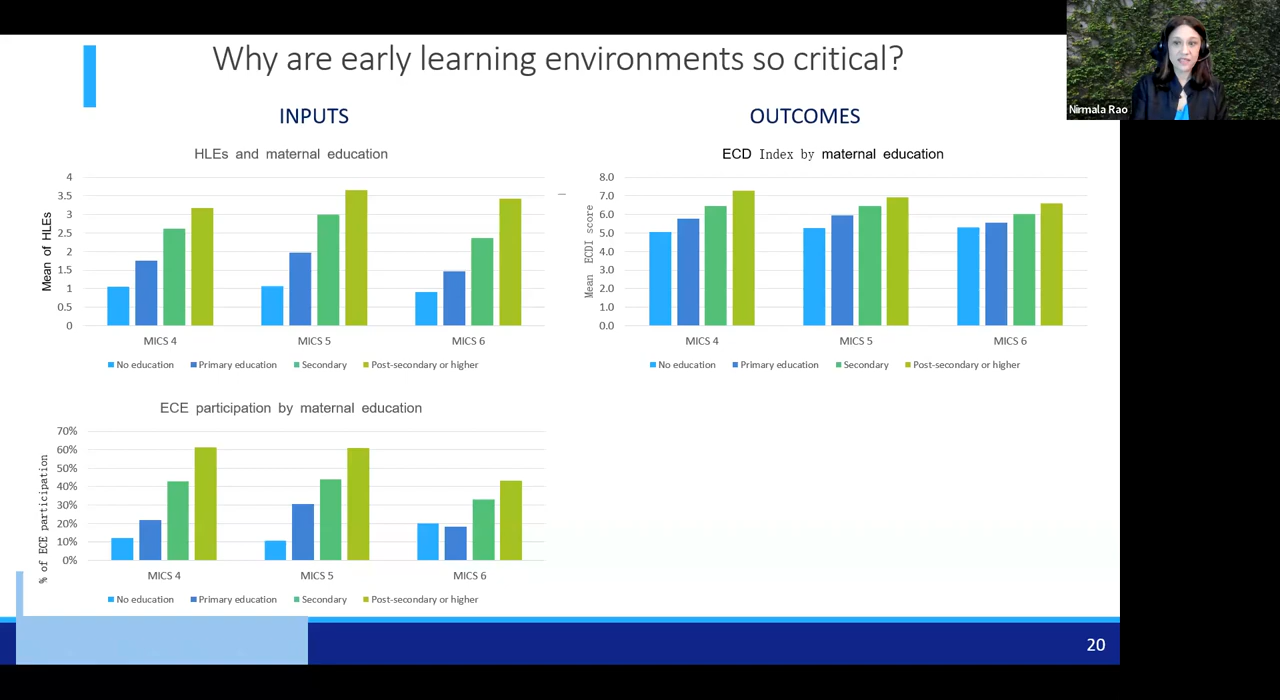 Why are early learning environments so critical?
Nirmala Rao
INPUTS
HLEs and maternal education
Mean of HLEs
4
3.5
3
2.5
2
1.5
1
0.5
0
MICS 4 MICS 5 MICS 6
No education Primary education Secondary Post-secondary or higher
ECE participation by maternal education
% of ECE participation
70%
60%
50%
40%
30%
20%
10%
0%
MICS 4 MICS 5 MICS 6
No education Primary education Secondary Post-secondary or higher
OUTCOMES
ECD Index by maternal education
Mean ECDI score
8.0
7.0
6.0
5.0
4.0
3.0
2.0
1.0
0.0
MICS 4 MICS 5 MICS 6
No education Primary education Secondary Post-secondary or higher
20